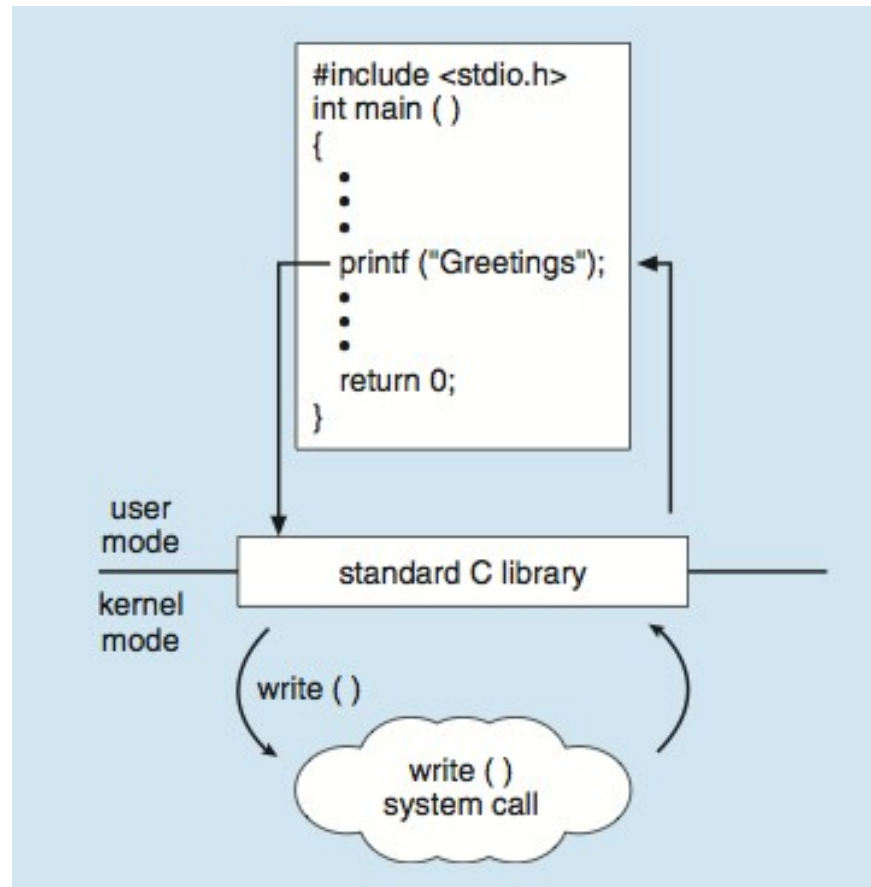 #include <stdio.h>
int main ( )
{
•
•
•
printf ("Greetings");
•
•
•
return 0;
}
user
mode
standard C library
kernel
mode
write ( )
write ( )
system call